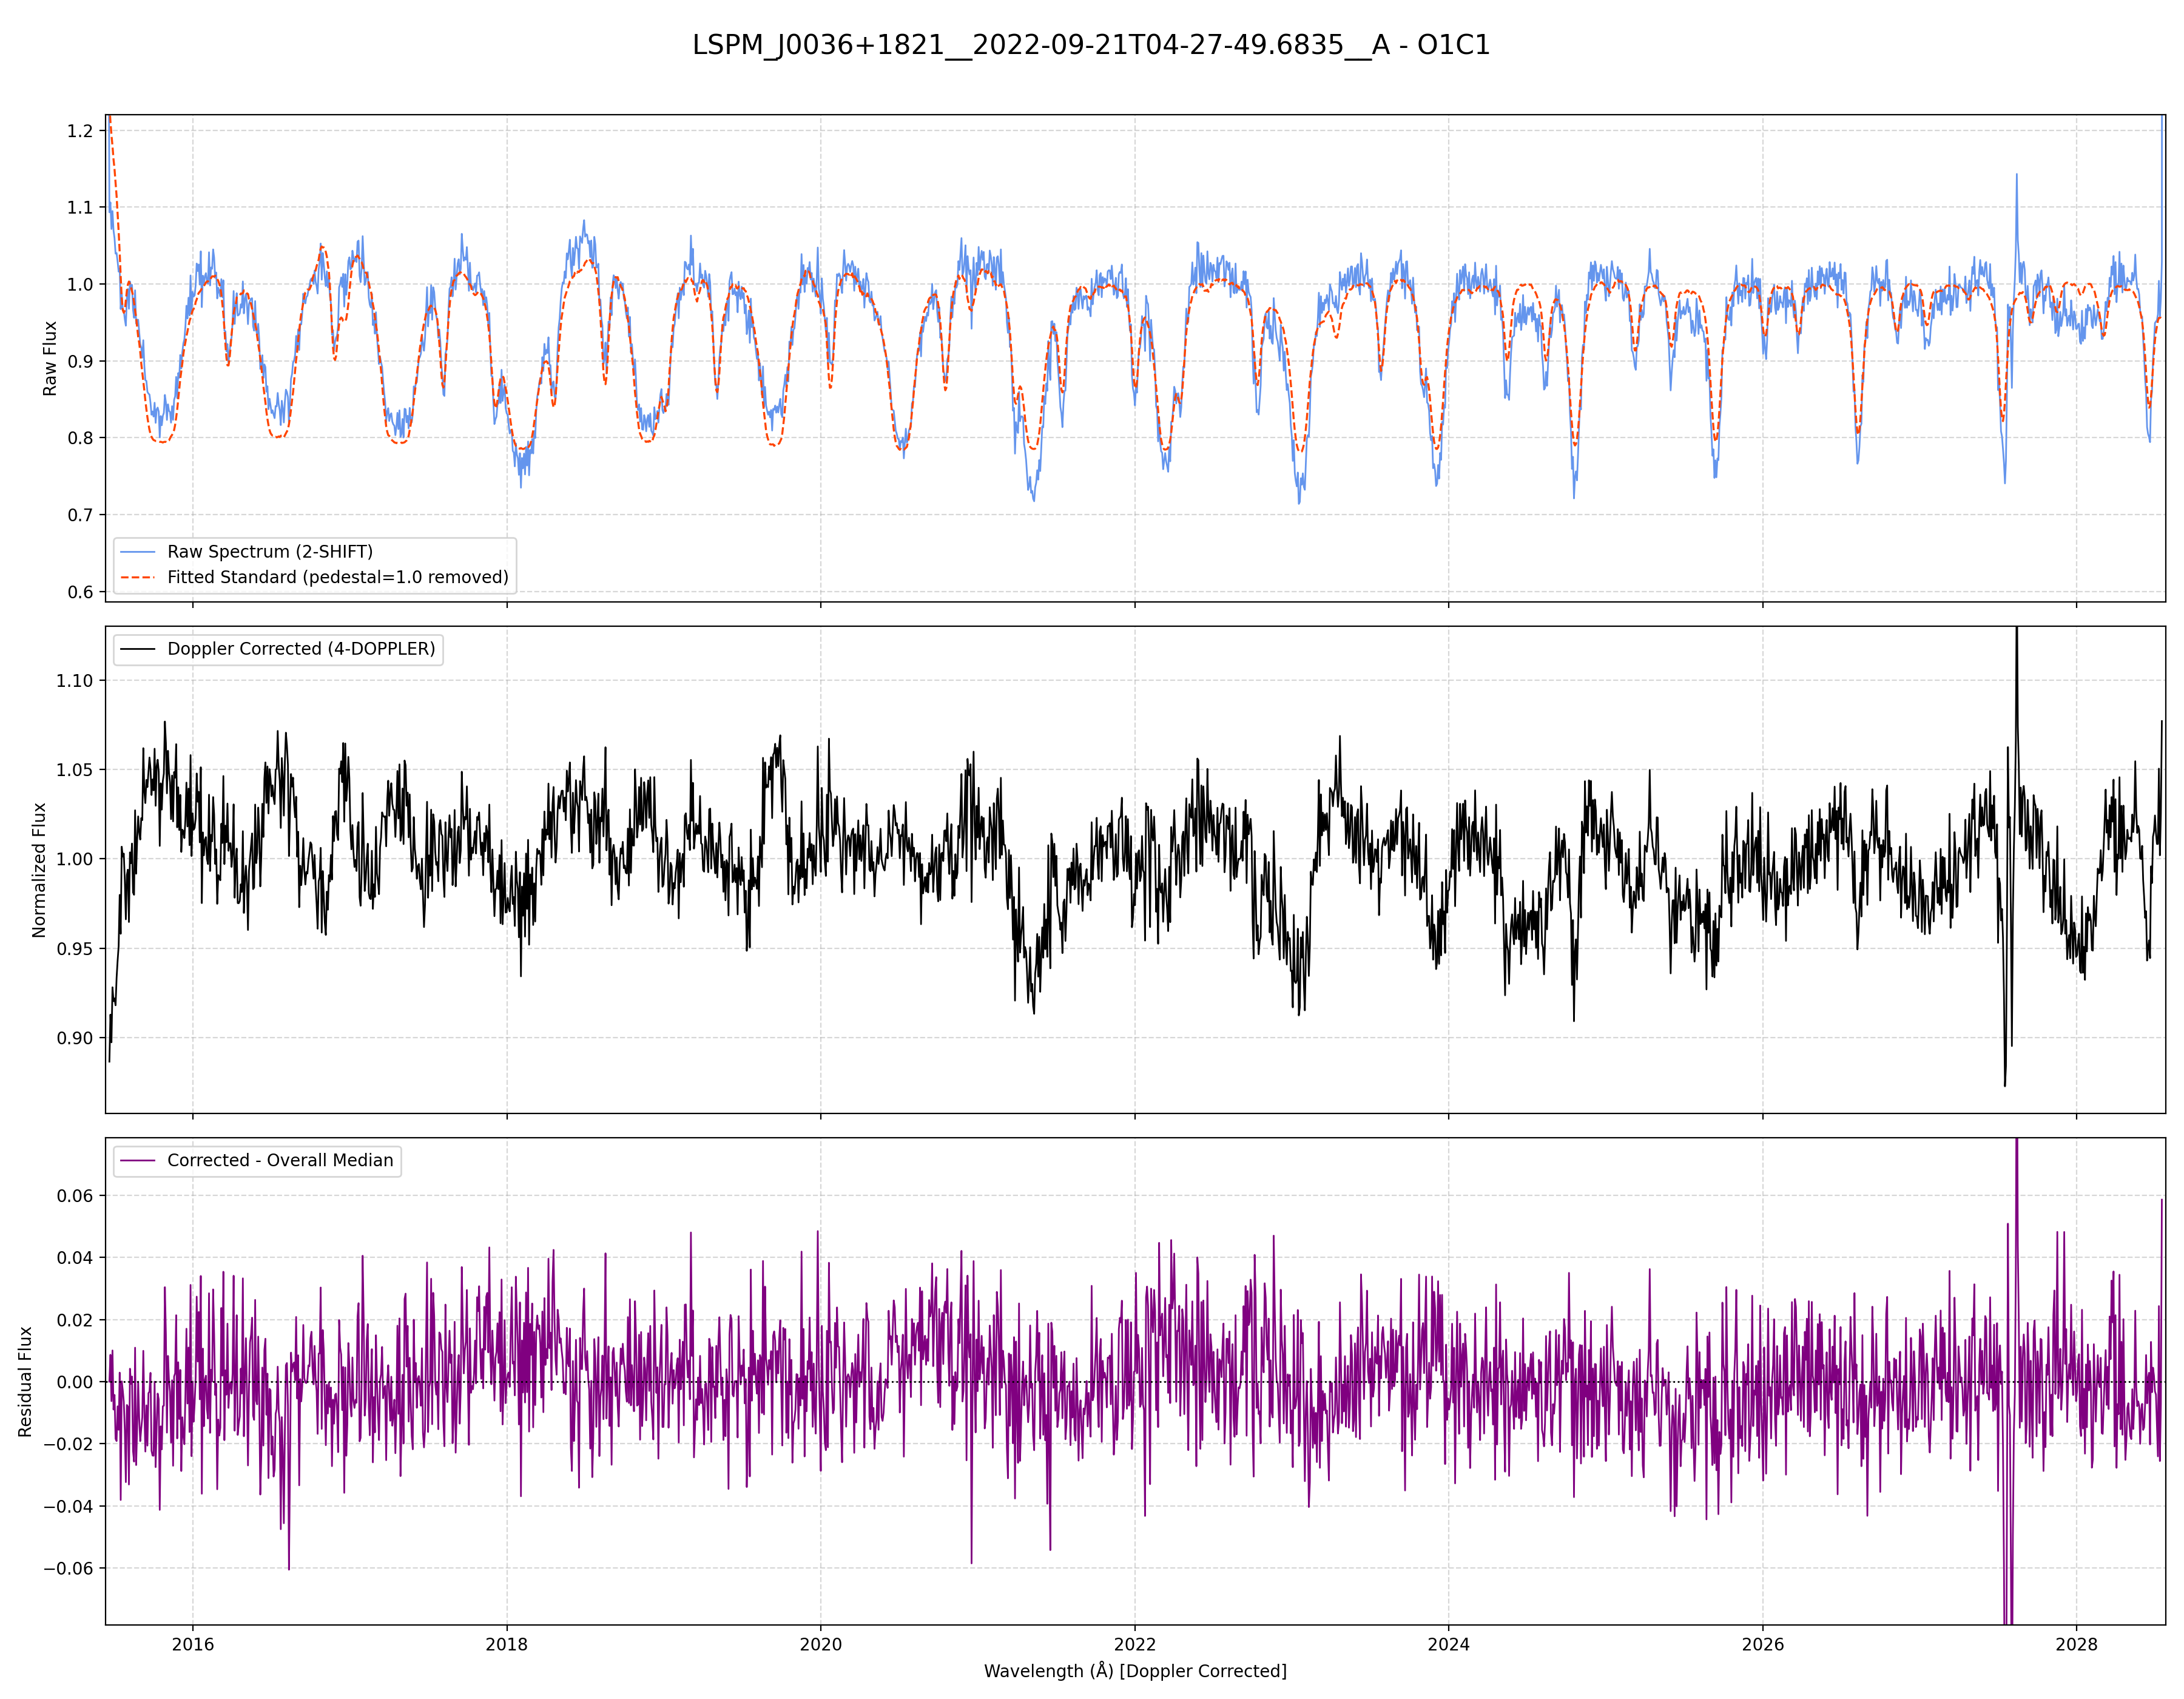 LSPM_J0036+1821__2022-09-21T04-27-49.6835__A - O1C1
1.2
1.1
1.0
0.9
0.8
0.7
0.6
Raw Flux
Raw Spectrum (2-SHIFT)
Fitted Standard (pedestal=1.0 removed)
1.10
1.05
1.00
0.95
0.90
Normalized Flux
Doppler Corrected (4-DOPPLER)
0.06
0.04
0.02
0.00
−0.02
−0.04
−0.06
Residual Flux
Corrected - Overall Median
2016 2018 2020 2022 2024 2026 2028
Wavelength (Å) [Doppler Corrected]